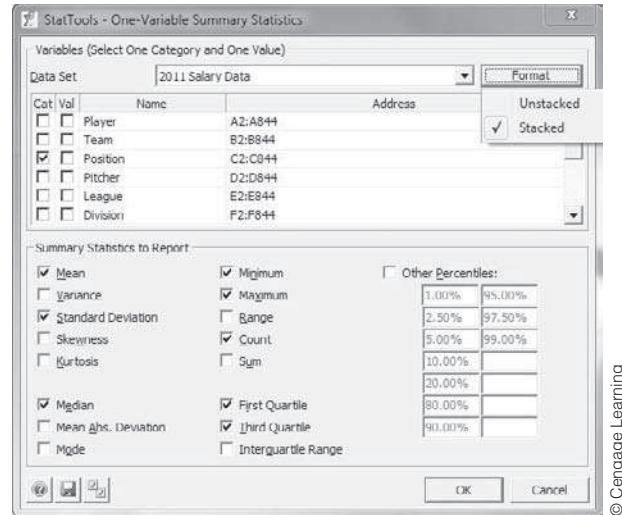 StatTools - One-Variable Summary Statistics
Variables (Select One Category and One Value)
Data Set 2011 Salary Data Format
Unstacked
Stacked
Cat Val Name Address
Player A2:A844
Team B2:B844
Position C2:C844
Pitcher D2:D844
League E2:E844
Division F2:F844
Summary Statistics to Report
Mean Minimum Other Percentiles:
Variance Maximum 1.00% 95.00%
Standard Deviation Range 2.50% 97.50%
Skewness Count 5.00% 99.00%
Kurtosis Sum 10.00%
20.00%
Median First Quartile 80.00%
Mean Abs. Deviation Third Quartile 90.00%
Mode Interquartile Range
OK Cancel
© Cengage Learning